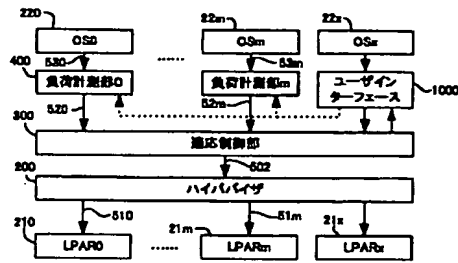 220 22m 22x
OS0 OSm OSx
400 530 53m
負荷計測部0 負荷計測部m ユーザインターフェース 1000
520 52m
300
適応制御部
200 502
ハイパバイザ
210 510 21m 51m 21x
LPAR0 LPARm LPARx